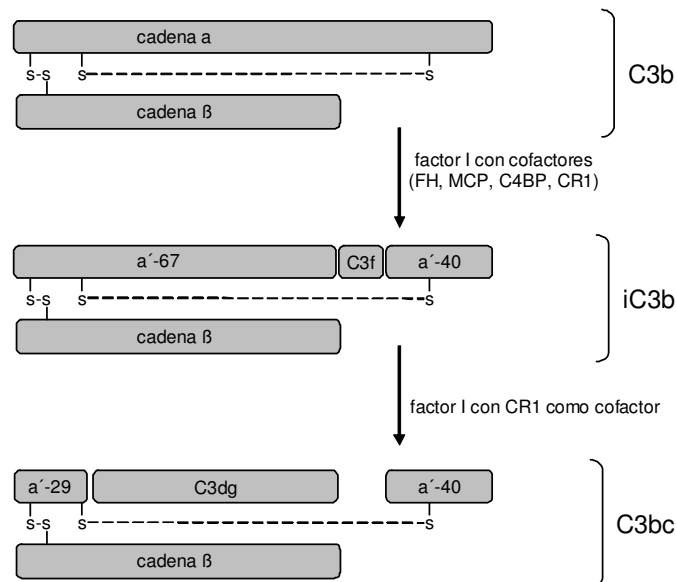 cadena a
S-S S S
C3b
cadena ß
factor I con cofactores
(FH, MCP, C4BP, CR1)
a´-67 C3f a´-40
S-S S S
iC3b
cadena ß
factor I con CR1 como cofactor
a´-29 C3dg a´-40
S-S S S
C3bc
cadena ß